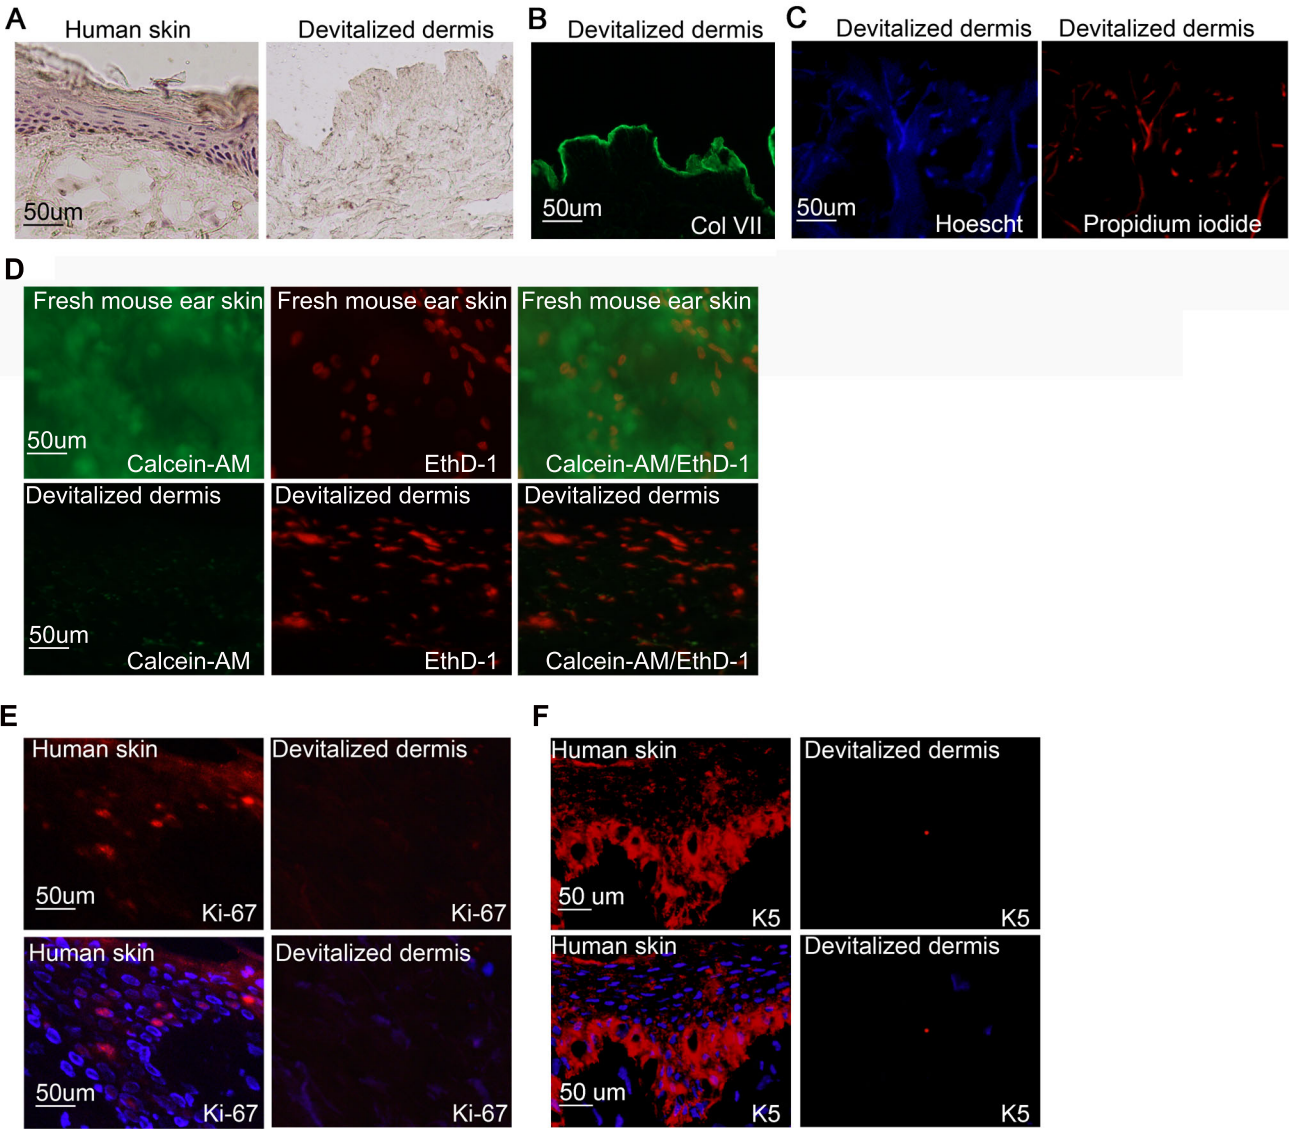 A
Human skin
Devitalized dermis
50um
B
Devitalized dermis
50um
Col VII
C
Devitalized dermis
Devitalized dermis
50um
Hoescht
Propidium iodide
D
Fresh mouse ear skin
Fresh mouse ear skin
Fresh mouse ear skin
50um
Calcein-AM
EthD-1
Calcein-AM/EthD-1
Devitalized dermis
Devitalized dermis
Devitalized dermis
50um
Calcein-AM
EthD-1
Calcein-AM/EthD-1
E
Human skin
Devitalized dermis
50um
Ki-67
Ki-67
Human skin
Devitalized dermis
50um
Ki-67
Ki-67
F
Human skin
Devitalized dermis
50 um
K5
K5
Human skin
Devitalized dermis
50 um
K5
K5